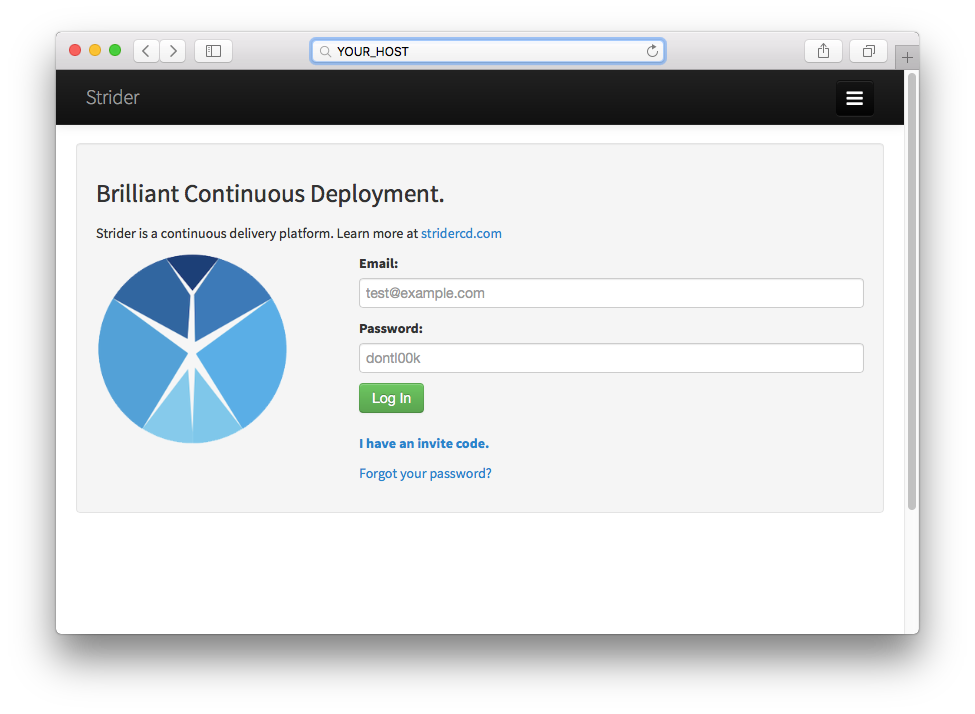 YOUR_HOST
Strider
Brilliant Continuous Deployment.
Strider is a continuous delivery platform. Learn more at stridercd.com
Email:
test@example.com
Password:
dontl00k
Log In
I have an invite code.
Forgot your password?